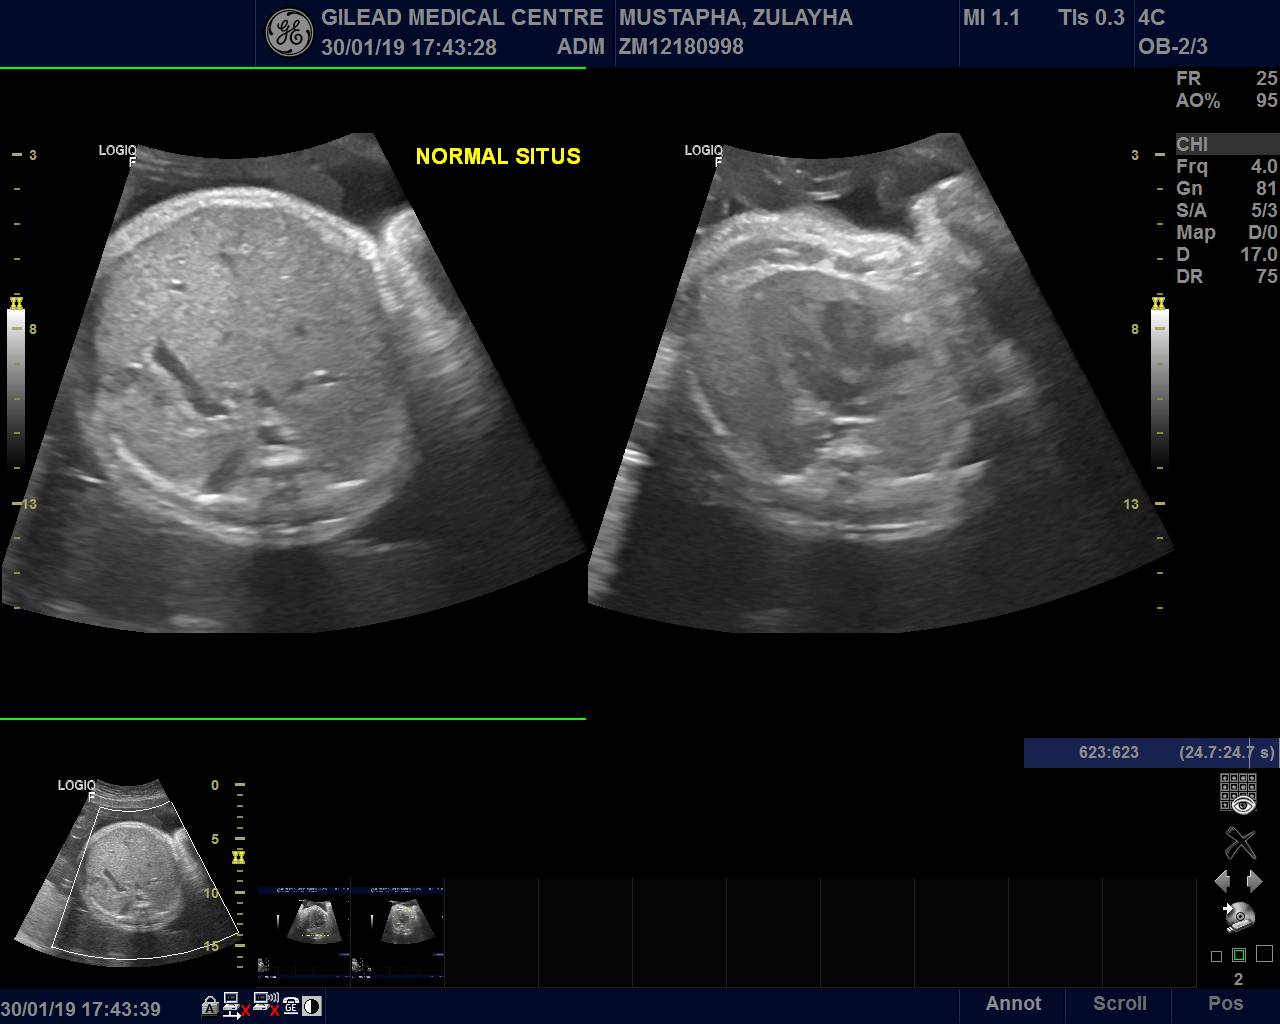 GILEAD MEDICAL CENTRE
30/01/19 17:43:28 ADM
MUSTAPHA, ZULAYHA
ZM12180998
MI 1.1 TIs 0.3
4C
OB-2/3
FR 25
AO% 95
CHI
Frq 4.0
Gn 81
S/A 5/3
Map D/0
D 17.0
DR 75
LOGIQ
F
NORMAL SITUS
3
8
13
LOGIQ
F
3
8
13
623:623 (24.7:24.7 s)
LOGIQ
F
0
5
10
15
2
30/01/19 17:43:39
Annot Scroll Pos